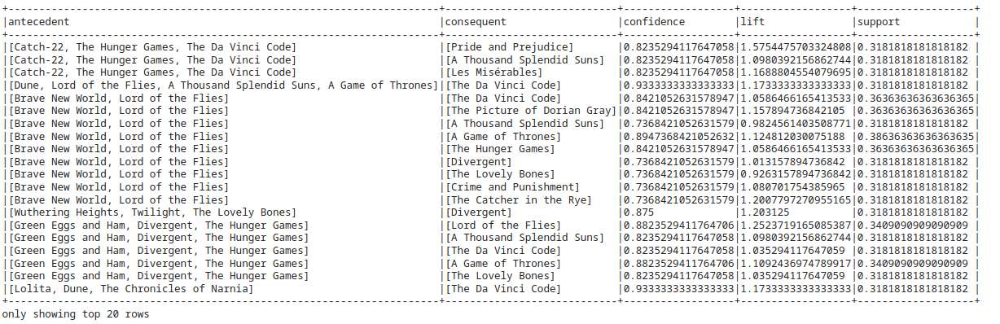 +----------------------------------------------------------------------+-----------------------------+------------------+------------------+-------------------+
|antecedent |consequent |confidence |lift |support |
+----------------------------------------------------------------------+-----------------------------+------------------+------------------+-------------------+
|[Catch-22, The Hunger Games, The Da Vinci Code] |[Pride and Prejudice] |0.8235294117647058|1.5754475703324808|0.3181818181818182 |
|[Catch-22, The Hunger Games, The Da Vinci Code] |[A Thousand Splendid Suns] |0.8235294117647058|1.0980392156862744|0.3181818181818182 |
|[Catch-22, The Hunger Games, The Da Vinci Code] |[Les Misérables] |0.8235294117647058|1.1688804554079695|0.3181818181818182 |
|[Dune, Lord of the Flies, A Thousand Splendid Suns, A Game of Thrones]|[The Da Vinci Code] |0.9333333333333333|1.1733333333333333|0.3181818181818182 |
|[Brave New World, Lord of the Flies] |[The Da Vinci Code] |0.8421052631578947|1.0586466165413533|0.36363636363636365|
|[Brave New World, Lord of the Flies] |[The Picture of Dorian Gray]|0.8421052631578947|1.157894736842105 |0.36363636363636365|
|[Brave New World, Lord of the Flies] |[A Thousand Splendid Suns] |0.7368421052631579|0.9824561403508771|0.3181818181818182 |
|[Brave New World, Lord of the Flies] |[A Game of Thrones] |0.8947368421052632|1.124812030075188 |0.38636363636363635|
|[Brave New World, Lord of the Flies] |[The Hunger Games] |0.8421052631578947|1.0586466165413533|0.36363636363636365|
|[Brave New World, Lord of the Flies] |[Divergent] |0.7368421052631579|1.013157894736842 |0.3181818181818182 |
|[Brave New World, Lord of the Flies] |[The Lovely Bones] |0.7368421052631579|0.9263157894736842|0.3181818181818182 |
|[Brave New World, Lord of the Flies] |[Crime and Punishment] |0.7368421052631579|1.080701754385965 |0.3181818181818182 |
|[Brave New World, Lord of the Flies] |[The Catcher in the Rye] |0.7368421052631579|1.2007797270955165|0.3181818181818182 |
|[Wuthering Heights, Twilight, The Lovely Bones] |[Divergent] |0.875 |1.203125 |0.3181818181818182 |
|[Green Eggs and Ham, Divergent, The Hunger Games] |[Lord of the Flies] |0.8823529411764706|1.2523719165085387|0.3409090909090909 |
|[Green Eggs and Ham, Divergent, The Hunger Games] |[A Thousand Splendid Suns] |0.8235294117647058|1.0980392156862744|0.3181818181818182 |
|[Green Eggs and Ham, Divergent, The Hunger Games] |[The Da Vinci Code] |0.8235294117647058|1.035294117647059 |0.3181818181818182 |
|[Green Eggs and Ham, Divergent, The Hunger Games] |[A Game of Thrones] |0.8823529411764706|1.1092436974789917|0.3409090909090909 |
|[Green Eggs and Ham, Divergent, The Hunger Games] |[The Lovely Bones] |0.8235294117647058|1.035294117647059 |0.3181818181818182 |
|[Lolita, Dune, The Chronicles of Narnia] |[The Da Vinci Code] |0.9333333333333333|1.1733333333333333|0.3181818181818182 |
+----------------------------------------------------------------------+-----------------------------+------------------+------------------+-------------------+
only showing top 20 rows